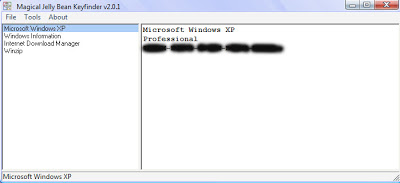 Magical Jelly Bean Keyfinder v2.0.1
File Tools About
Microsoft Windows XP
Windows Information
Internet Download Manager
Winzip
Microsoft Windows XP
Professional
Microsoft Windows XP